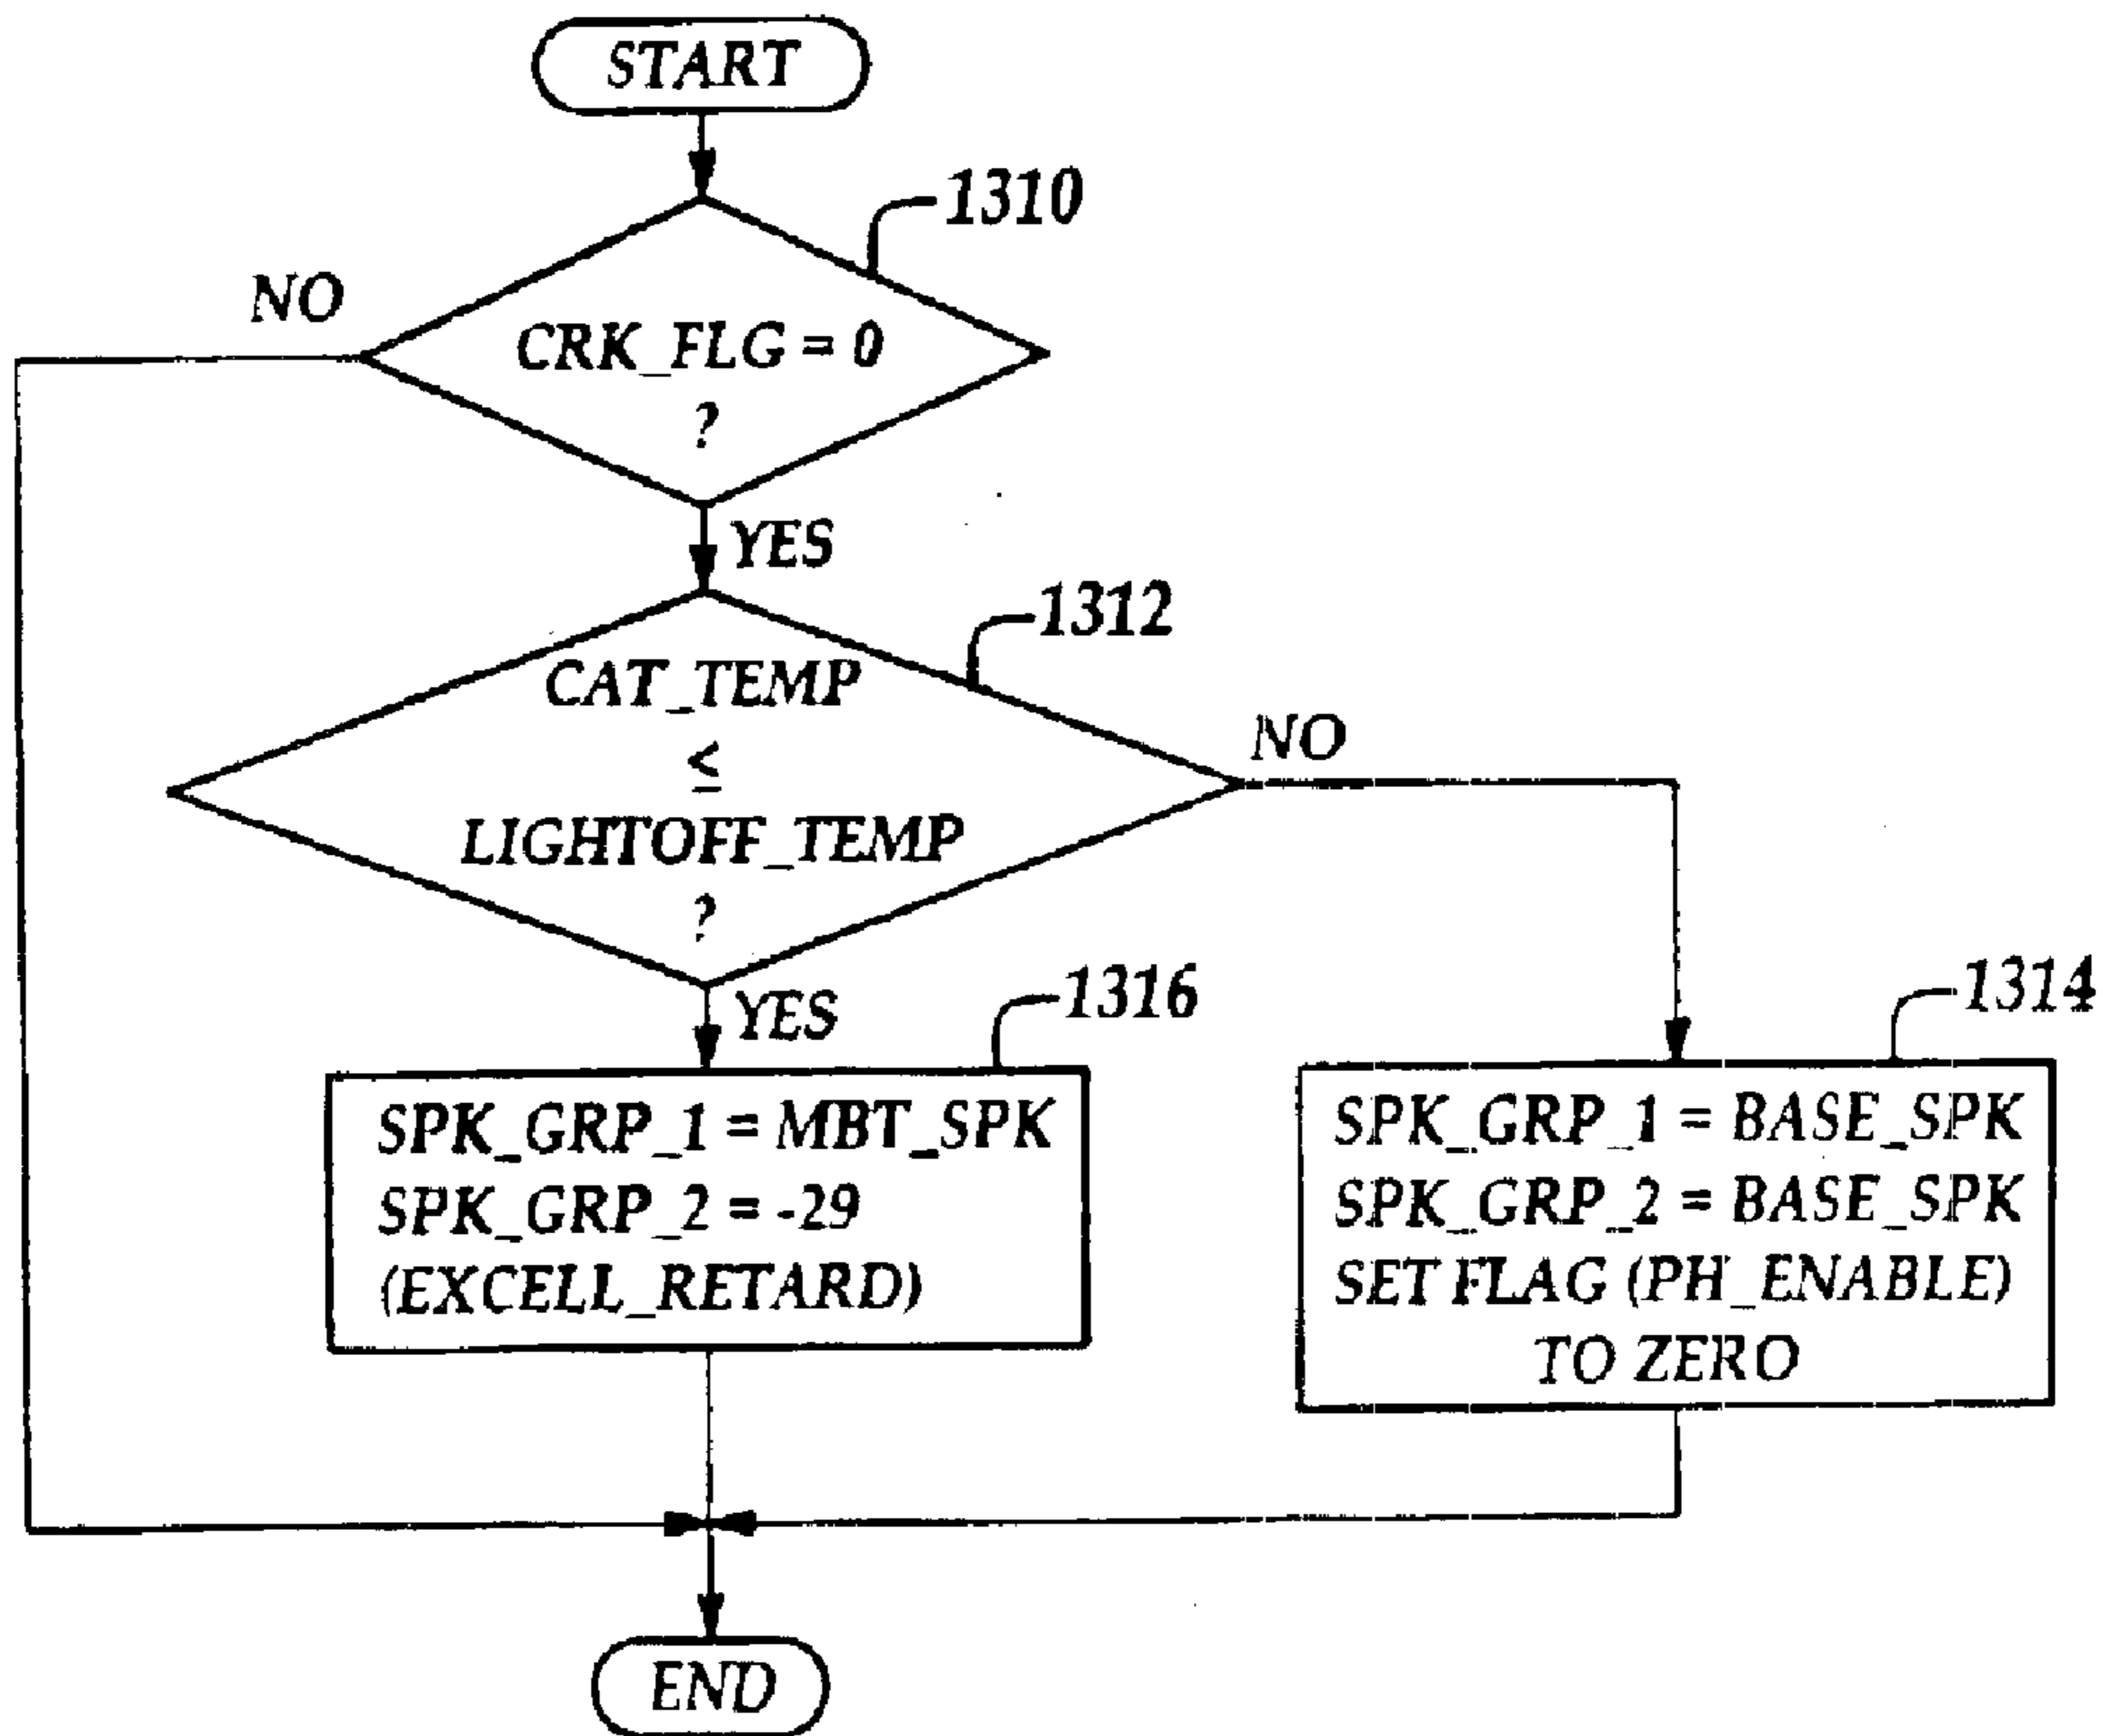 START
1310
NO
CRK_FLG = 0
?
YES
1312
CAT_TEMP
≤
LIGHTOFF_TEMP
?
NO
YES
1316
1314
SPK_GRP_1 = MBT_SPK
SPK_GRP_2 = -29
(EXCELL_RETARD)
SPK_GRP_1 = BASE_SPK
SPK_GRP_2 = BASE_SPK
SET FLAG (PH_ENABLE)
TO ZERO
END